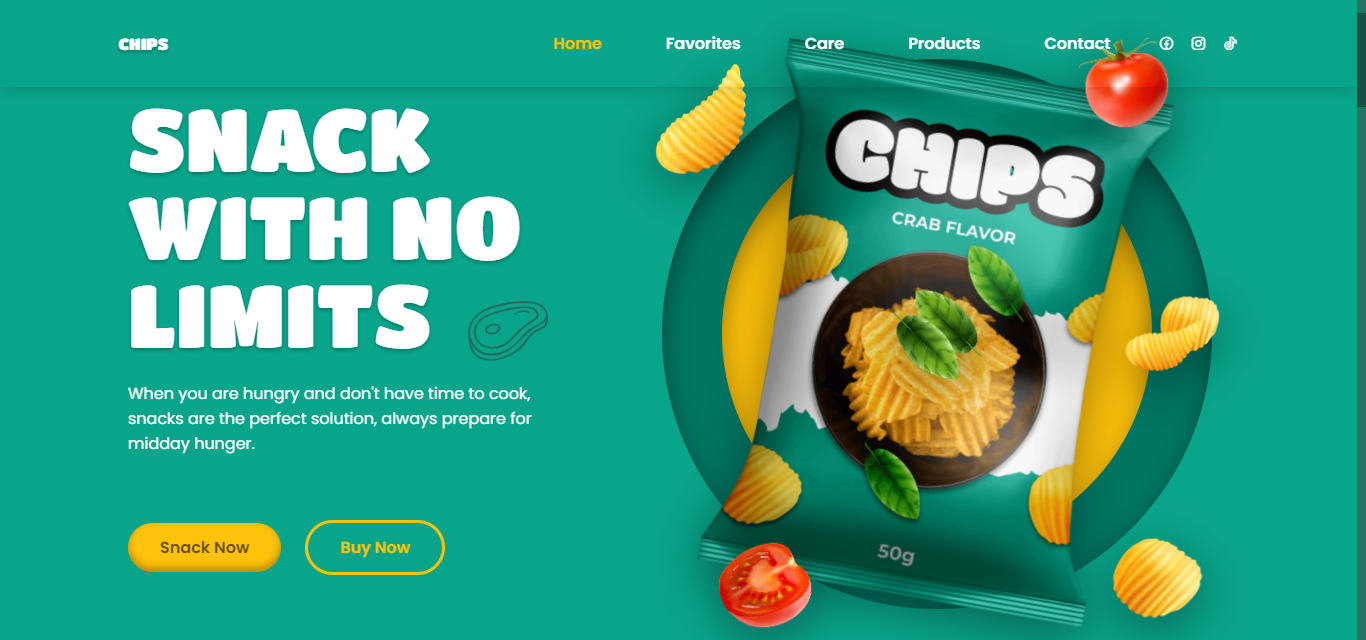 CHIPS
Home
Favorites
Care
Products
Contact
SNACK
WITH NO
LIMITS
When you are hungry and don't have time to cook,
snacks are the perfect solution, always prepare for
midday hunger.
Snack Now
Buy Now
CHIPS
CRAB FLAVOR
50g